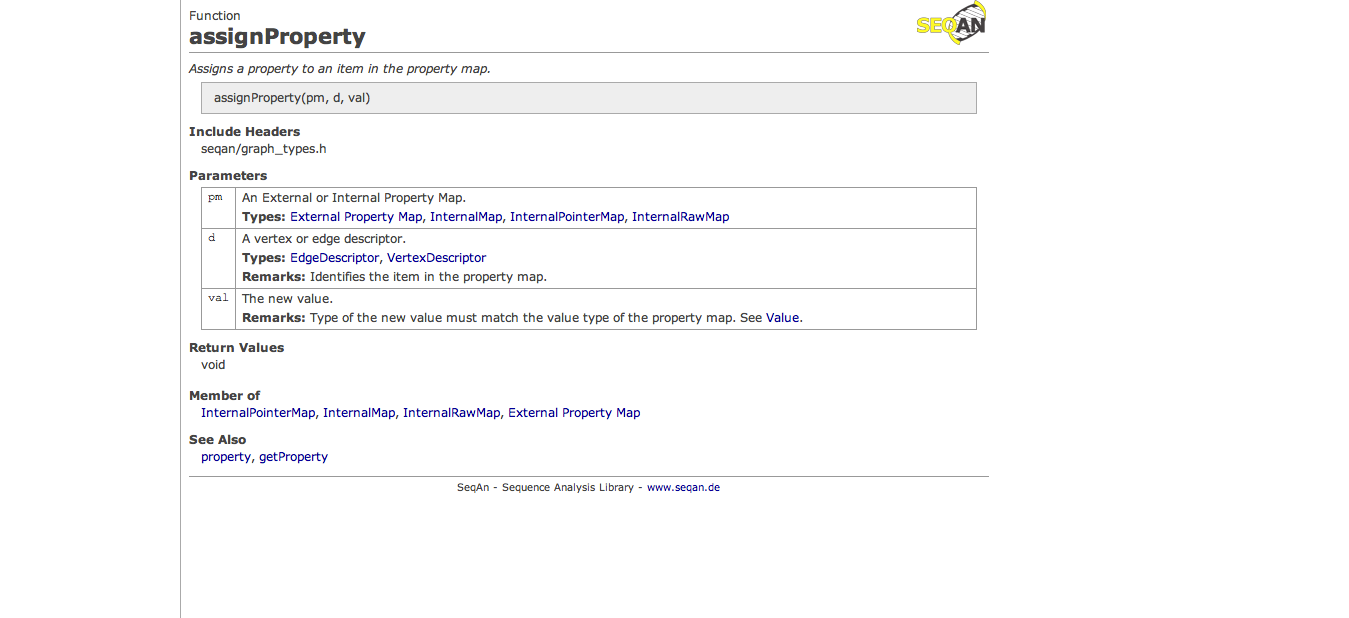 Function
assignProperty
SEQAN
Assigns a property to an item in the property map.
assignProperty(pm, d, val)
Include Headers
seqan/graph_types.h
Parameters
pm An External or Internal Property Map.
Types: External Property Map, InternalMap, InternalPointerMap, InternalRawMap
d A vertex or edge descriptor.
Types: EdgeDescriptor, VertexDescriptor
Remarks: Identifies the item in the property map.
val The new value.
Remarks: Type of the new value must match the value type of the property map. See Value.
Return Values
void
Member of
InternalPointerMap, InternalMap, InternalRawMap, External Property Map
See Also
property, getProperty
SeqAn - Sequence Analysis Library - www.seqan.de